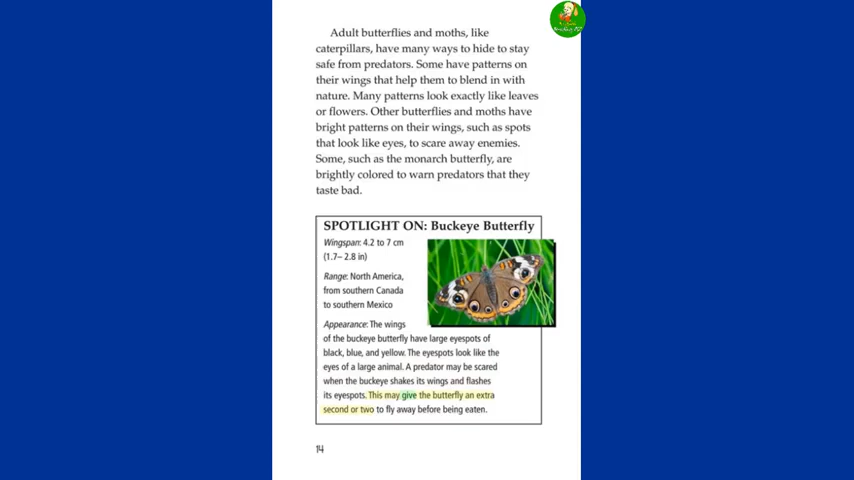 Adult butterflies and moths, like
caterpillars, have many ways to hide to stay
safe from predators. Some have patterns on
their wings that help them to blend in with
nature. Many patterns look exactly like leaves
or flowers. Other butterflies and moths have
bright patterns on their wings, such as spots
that look like eyes, to scare away enemies.
Some, such as the monarch butterfly, are
brightly colored to warn predators that they
taste bad.
SPOTLIGHT ON: Buckeye Butterfly
Wingspan: 4.2 to 7 cm
(1.7– 2.8 in)
Range: North America,
from southern Canada
to southern Mexico
Appearance: The wings
of the buckeye butterfly have large eyespots of
black, blue, and yellow. The eyespots look like the
eyes of a large animal. A predator may be scared
when the buckeye shakes its wings and flashes
its eyespots. This may give the butterfly an extra
second or two to fly away before being eaten.
14